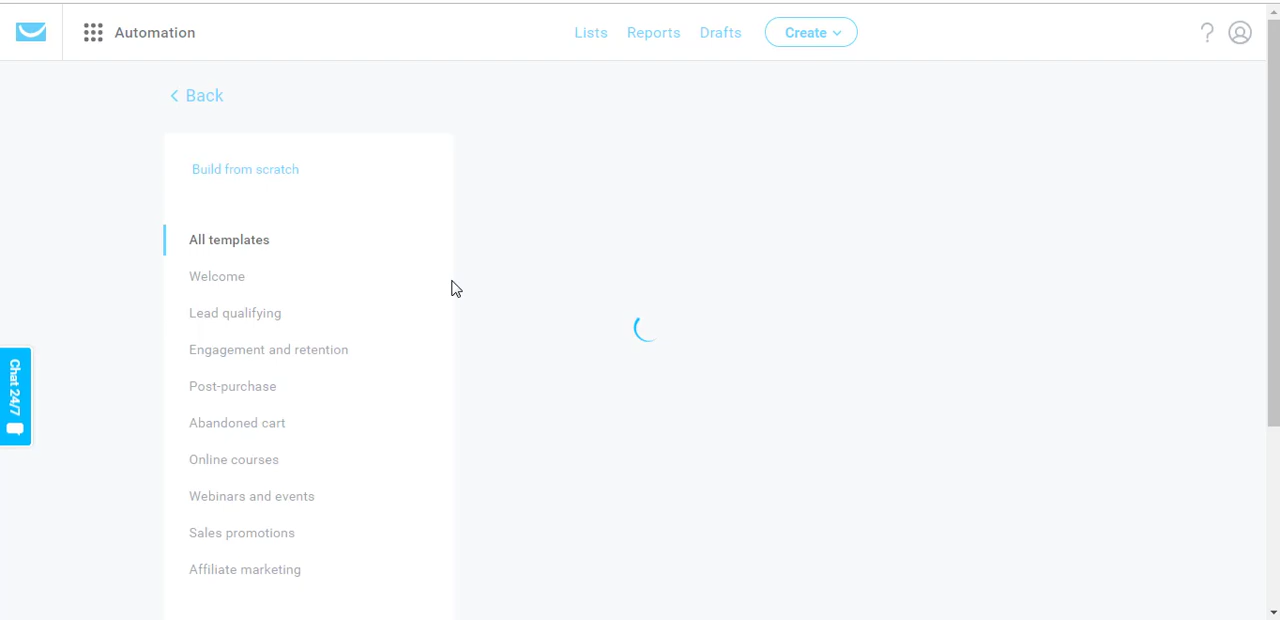 Automation
Lists
Reports
Drafts
Create
?
Back
Build from scratch
All templates
Welcome
Lead qualifying
Engagement and retention
Post-purchase
Abandoned cart
Online courses
Webinars and events
Sales promotions
Affiliate marketing
Chat 24/7